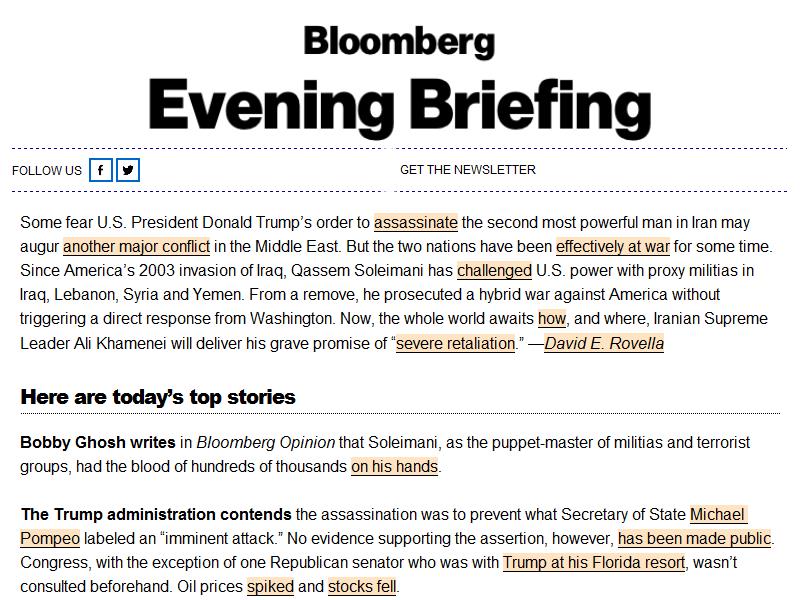 Bloomberg
Evening Briefing
FOLLOW US
GET THE NEWSLETTER
Some fear U.S. President Donald Trump’s order to assassinate the second most powerful man in Iran may
augur another major conflict in the Middle East. But the two nations have been effectively at war for some time.
Since America’s 2003 invasion of Iraq, Qassem Soleimani has challenged U.S. power with proxy militias in
Iraq, Lebanon, Syria and Yemen. From a remove, he prosecuted a hybrid war against America without
triggering a direct response from Washington. Now, the whole world awaits how, and where, Iranian Supreme
Leader Ali Khamenei will deliver his grave promise of “severe retaliation.” —David E. Rovella
Here are today’s top stories
Bobby Ghosh writes in Bloomberg Opinion that Soleimani, as the puppet-master of militias and terrorist
groups, had the blood of hundreds of thousands on his hands.
The Trump administration contends the assassination was to prevent what Secretary of State Michael
Pompeo labeled an “imminent attack.” No evidence supporting the assertion, however, has been made public.
Congress, with the exception of one Republican senator who was with Trump at his Florida resort, wasn’t
consulted beforehand. Oil prices spiked and stocks fell.